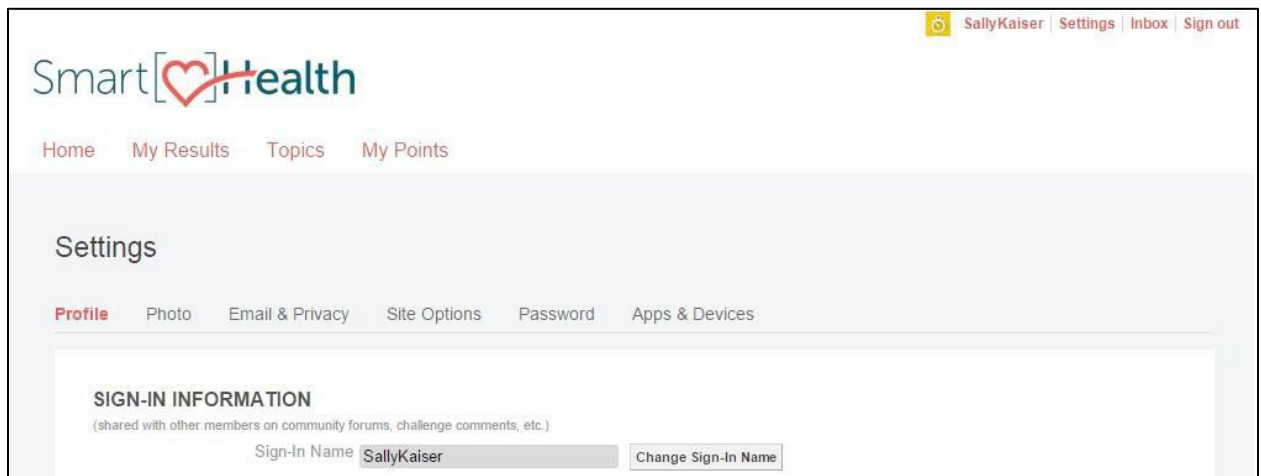 SallyKaiser Settings Inbox Sign out
Smart Health
Home My Results Topics My Points
Settings
Profile Photo Email & Privacy Site Options Password Apps & Devices
SIGN-IN INFORMATION
(shared with other members on community forums, challenge comments, etc.)
Sign-In Name SallyKaiser Change Sign-In Name